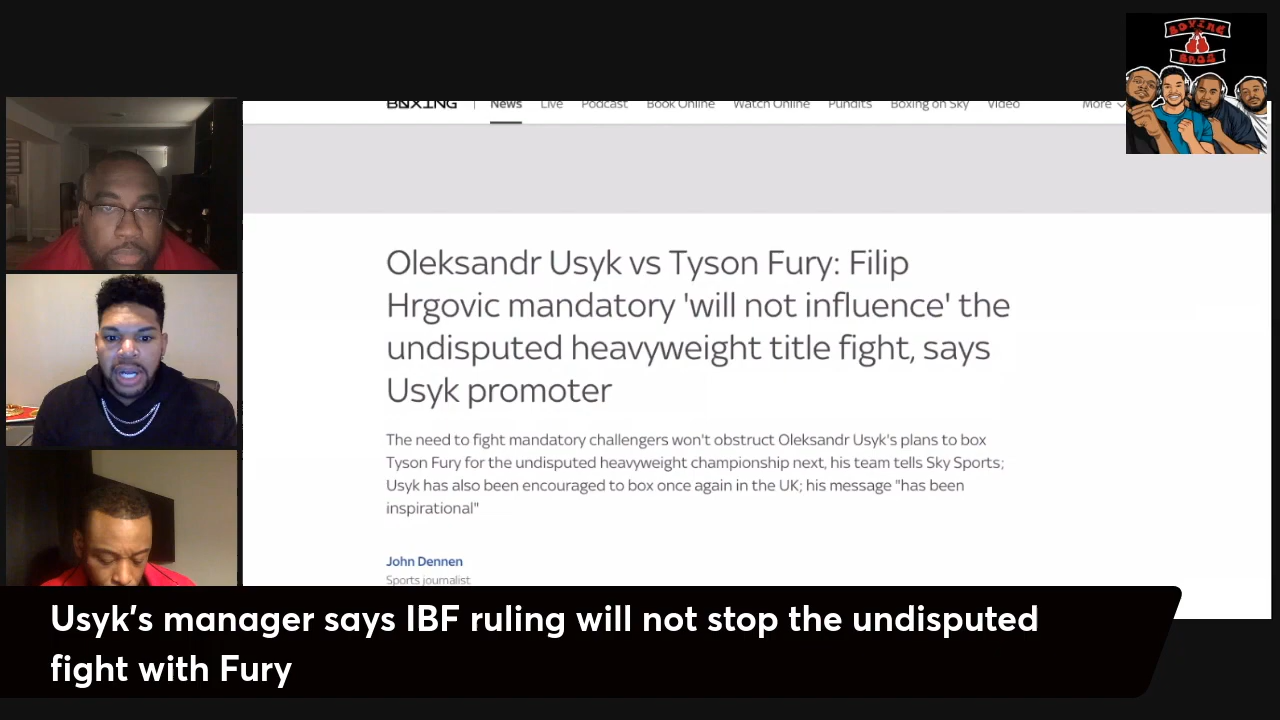 BOXING
BROS
BOXING | News Live Podcast Book Online Watch Online Pundits Boxing on Sky Video More
Oleksandr Usyk vs Tyson Fury: Filip
Hrgovic mandatory 'will not influence' the
undisputed heavyweight title fight, says
Usyk promoter
The need to fight mandatory challengers won't obstruct Oleksandr Usyk's plans to box
Tyson Fury for the undisputed heavyweight championship next, his team tells Sky Sports;
Usyk has also been encouraged to box once again in the UK; his message "has been
inspirational"
John Dennen
Sports journalist
Usyk's manager says IBF ruling will not stop the undisputed
fight with Fury